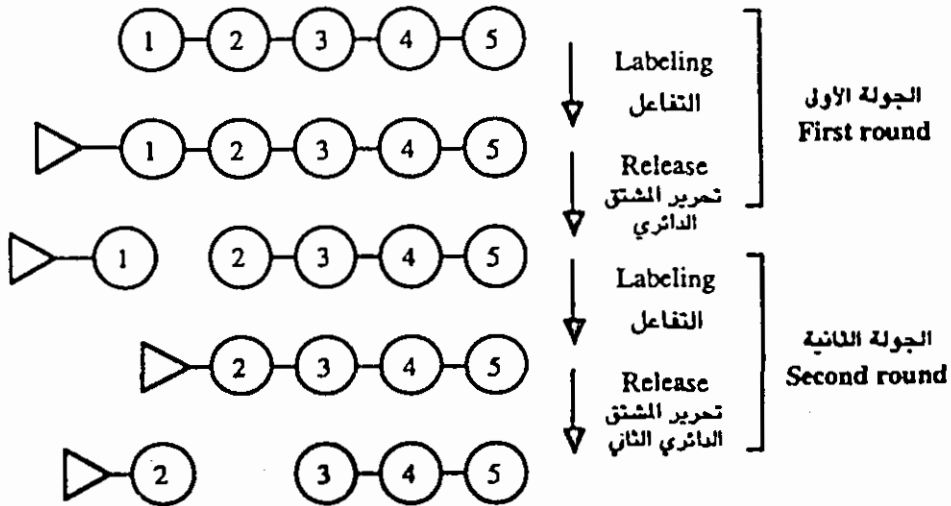 1 2 3 4 5
Labeling
التفاعل
الجولة الأولى
First round
1 2 3 4 5
Release
تحرير المشتق
الدائري
1 2 3 4 5
Labeling
التفاعل
الجولة الثانية
Second round
2 3 4 5
Release
تحرير المشتق
الدائري الثاني
2 3 4 5